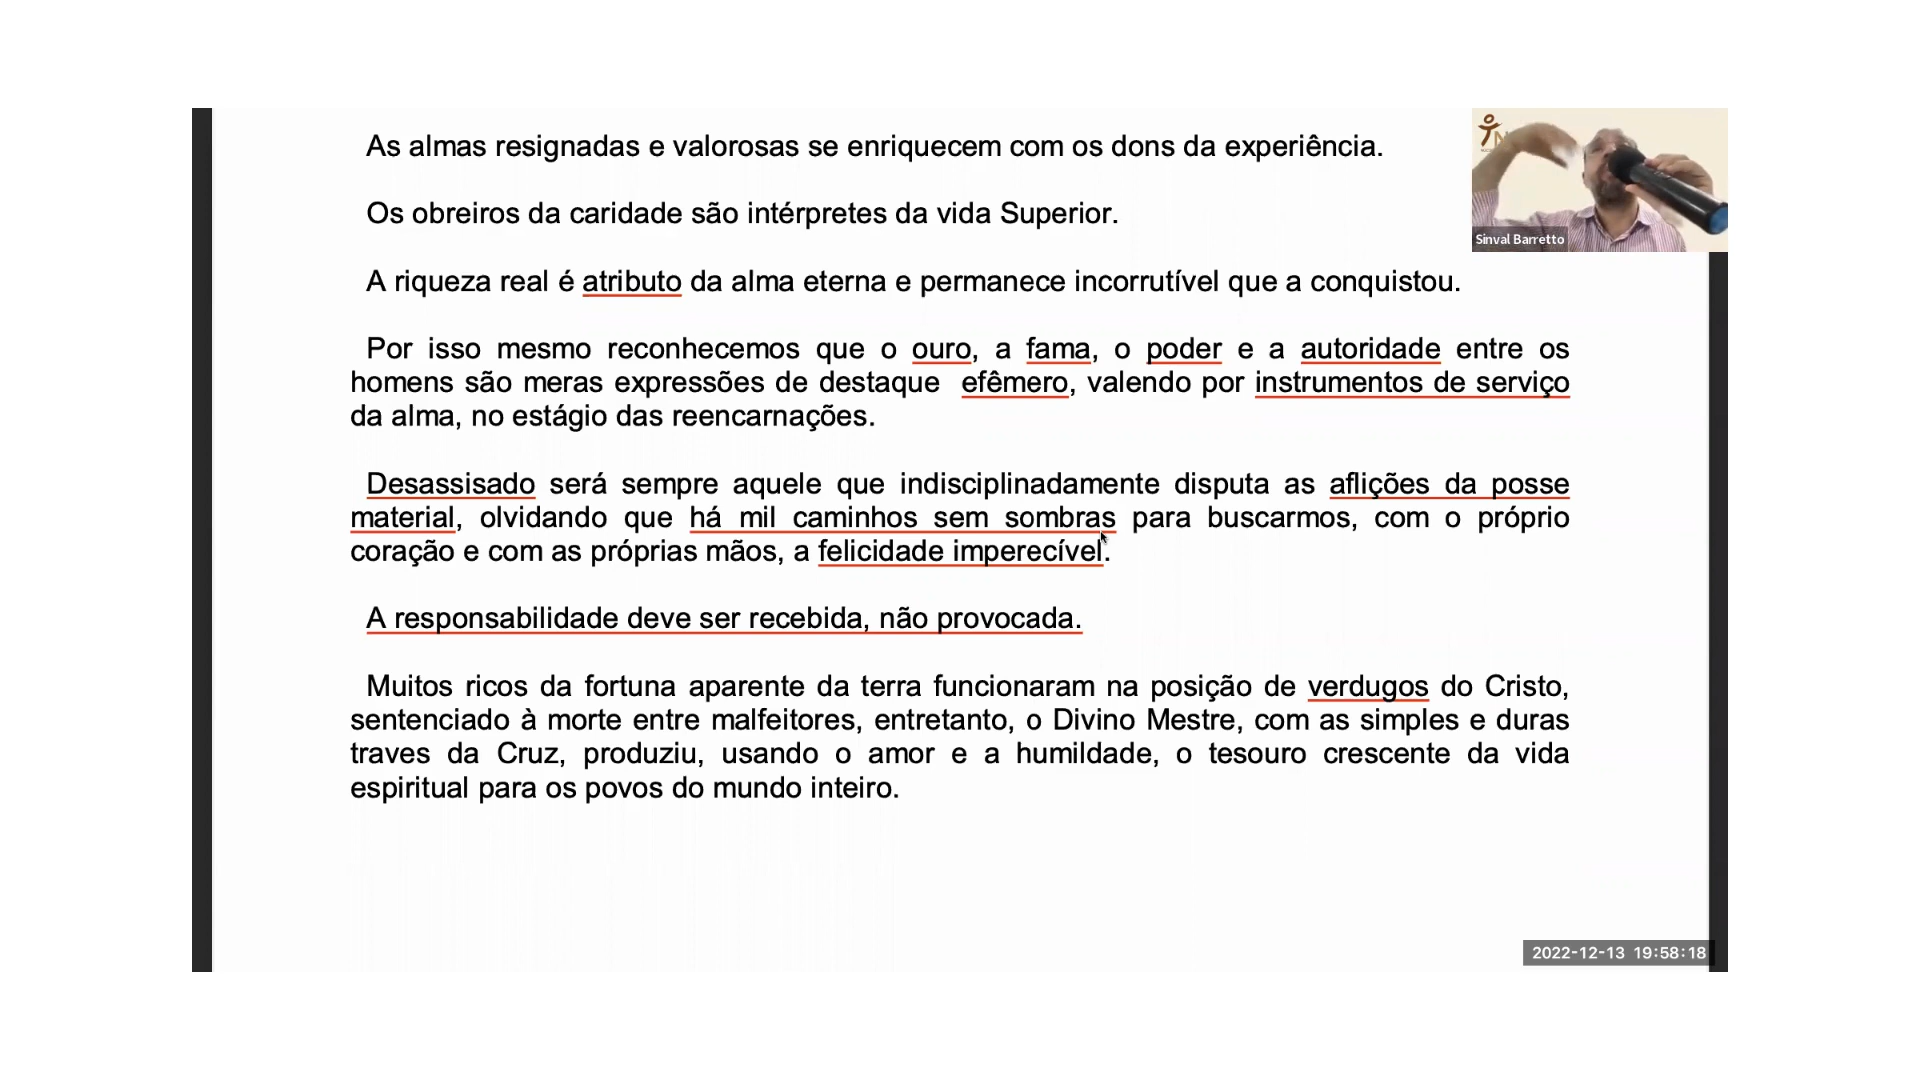 As almas resignadas e valorosas se enriquecem com os dons da experiência.
Os obreiros da caridade são intérpretes da vida Superior.
A riqueza real é atributo da alma eterna e permanece incorrutível que a conquistou.
Por isso mesmo reconhecemos que o ouro, a fama, o poder e a autoridade entre os
homens são meras expressões de destaque efêmero, valendo por instrumentos de serviço
da alma, no estágio das reencarnações.
Desassisado será sempre aquele que indisciplinadamente disputa as aflições da posse
material, olvidando que há mil caminhos sem sombras para buscarmos, com o próprio
coração e com as próprias mãos, a felicidade imperecível.
A responsabilidade deve ser recebida, não provocada.
Muitos ricos da fortuna aparente da terra funcionaram na posição de verdugos do Cristo,
sentenciado à morte entre malfeitores, entretanto, o Divino Mestre, com as simples e duras
traves da Cruz, produziu, usando o amor e a humildade, o tesouro crescente da vida
espiritual para os povos do mundo inteiro.
Sinval Barretto
2022-12-13 19:58:18